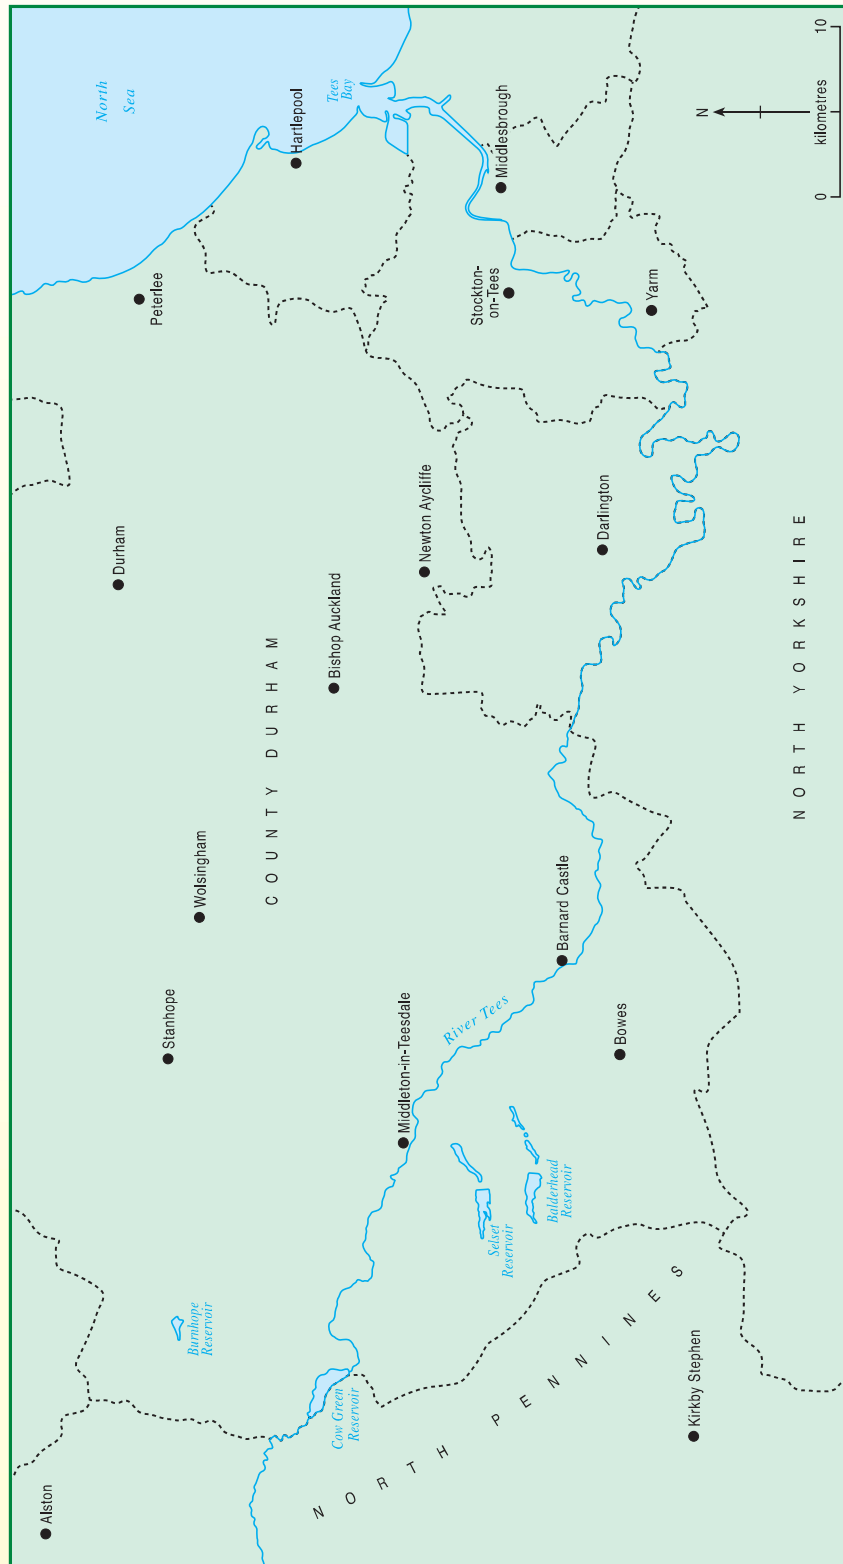 North
Sea
Tees
Bay
Hartlepool
Peterlee
Middlesbrough
Stockton-
on-Tees
Yarm
N
0
10
kilometres
Durham
Newton Aycliffe
Bishop Auckland
Darlington
COUNTY DURHAM
NORTH YORKSHIRE
Wolsingham
Stanhope
Barnard Castle
River Tees
Middleton-in-Teesdale
Bowes
Balderhead
Reservoir
Selset
Reservoir
Burnhope
Reservoir
Cow Green
Reservoir
NORTH PENNINES
Kirkby Stephen
Alston